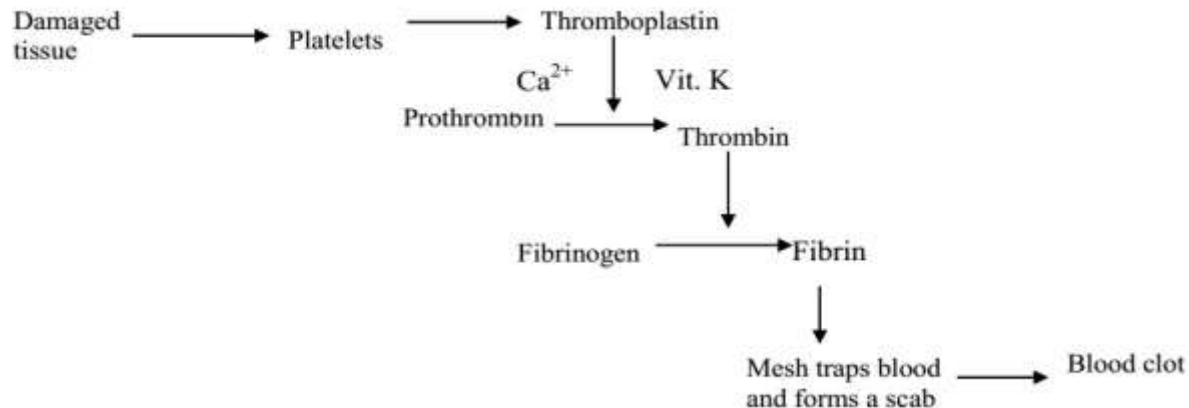 Damaged
tissue
Platelets
Thromboplastin
Ca²⁺
Vit. K
Prothrombin
Thrombin
Fibrinogen
Fibrin
Mesh traps blood
and forms a scab
Blood clot